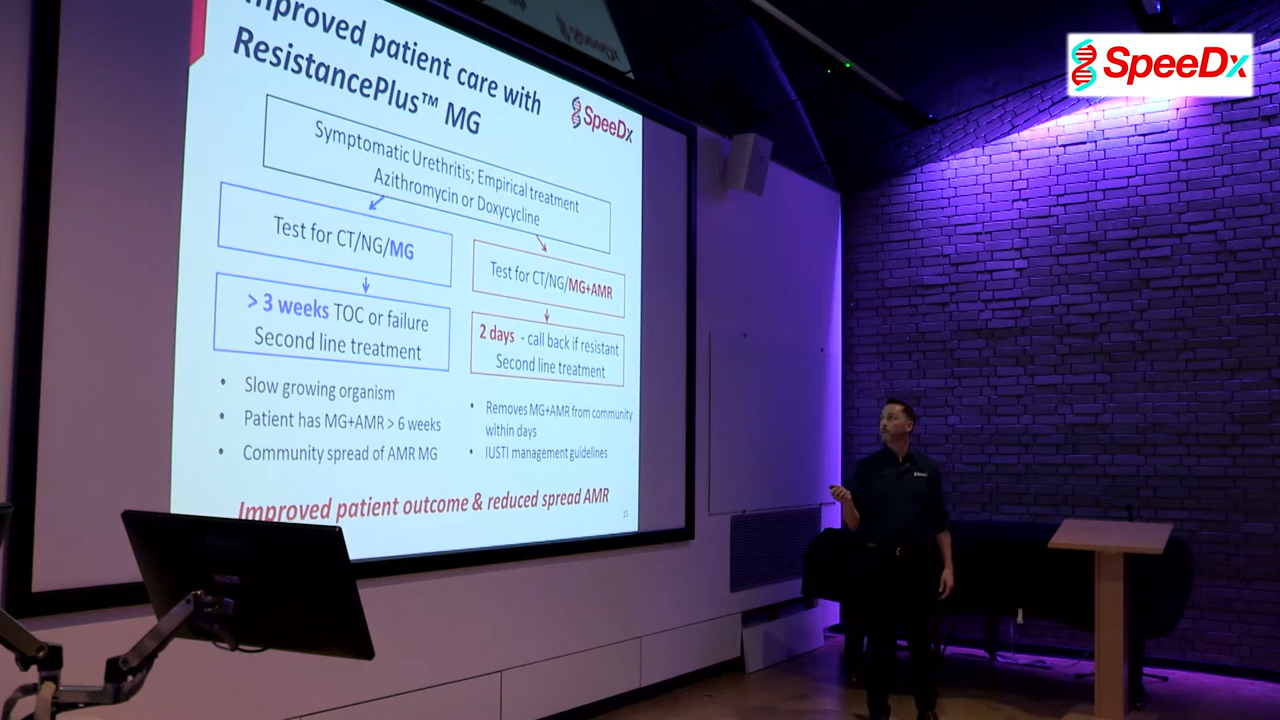 Improved patient care with
ResistancePlus™ MG
SpeeDx
Symptomatic Urethritis; Empirical treatment
Azithromycin or Doxycycline
Test for CT/NG/MG
> 3 weeks TOC or failure
Second line treatment
• Slow growing organism
• Patient has MG+AMR > 6 weeks
• Community spread of AMR MG
Test for CT/NG/MG+AMR
2 days - call back if resistant
Second line treatment
• Removes MG+AMR from community
within days
• IUSTI management guidelines
Improved patient outcome & reduced spread AMR
15
SpeeDx
SpeeDx